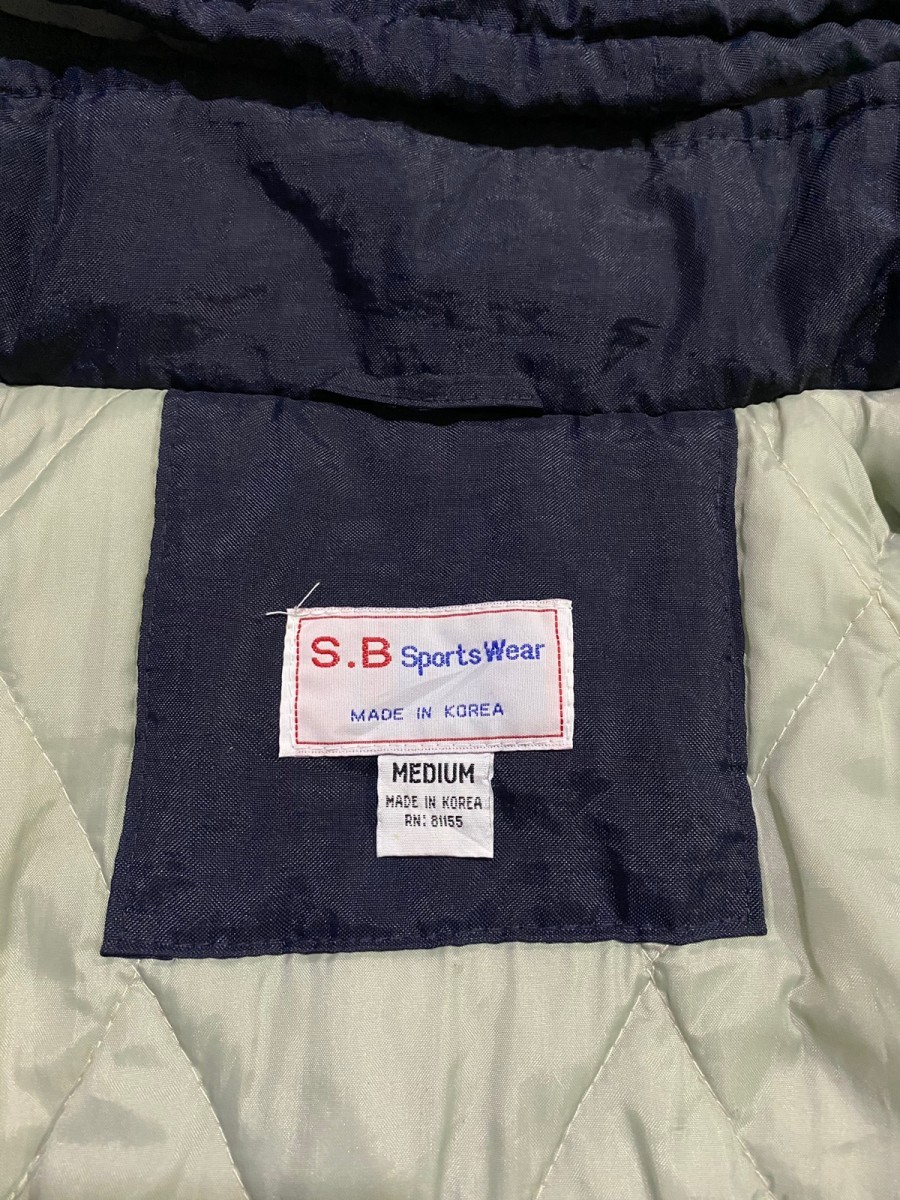 S.B SportsWear
MADE IN KOREA
MEDIUM
MADE IN KOREA
RN: 81155